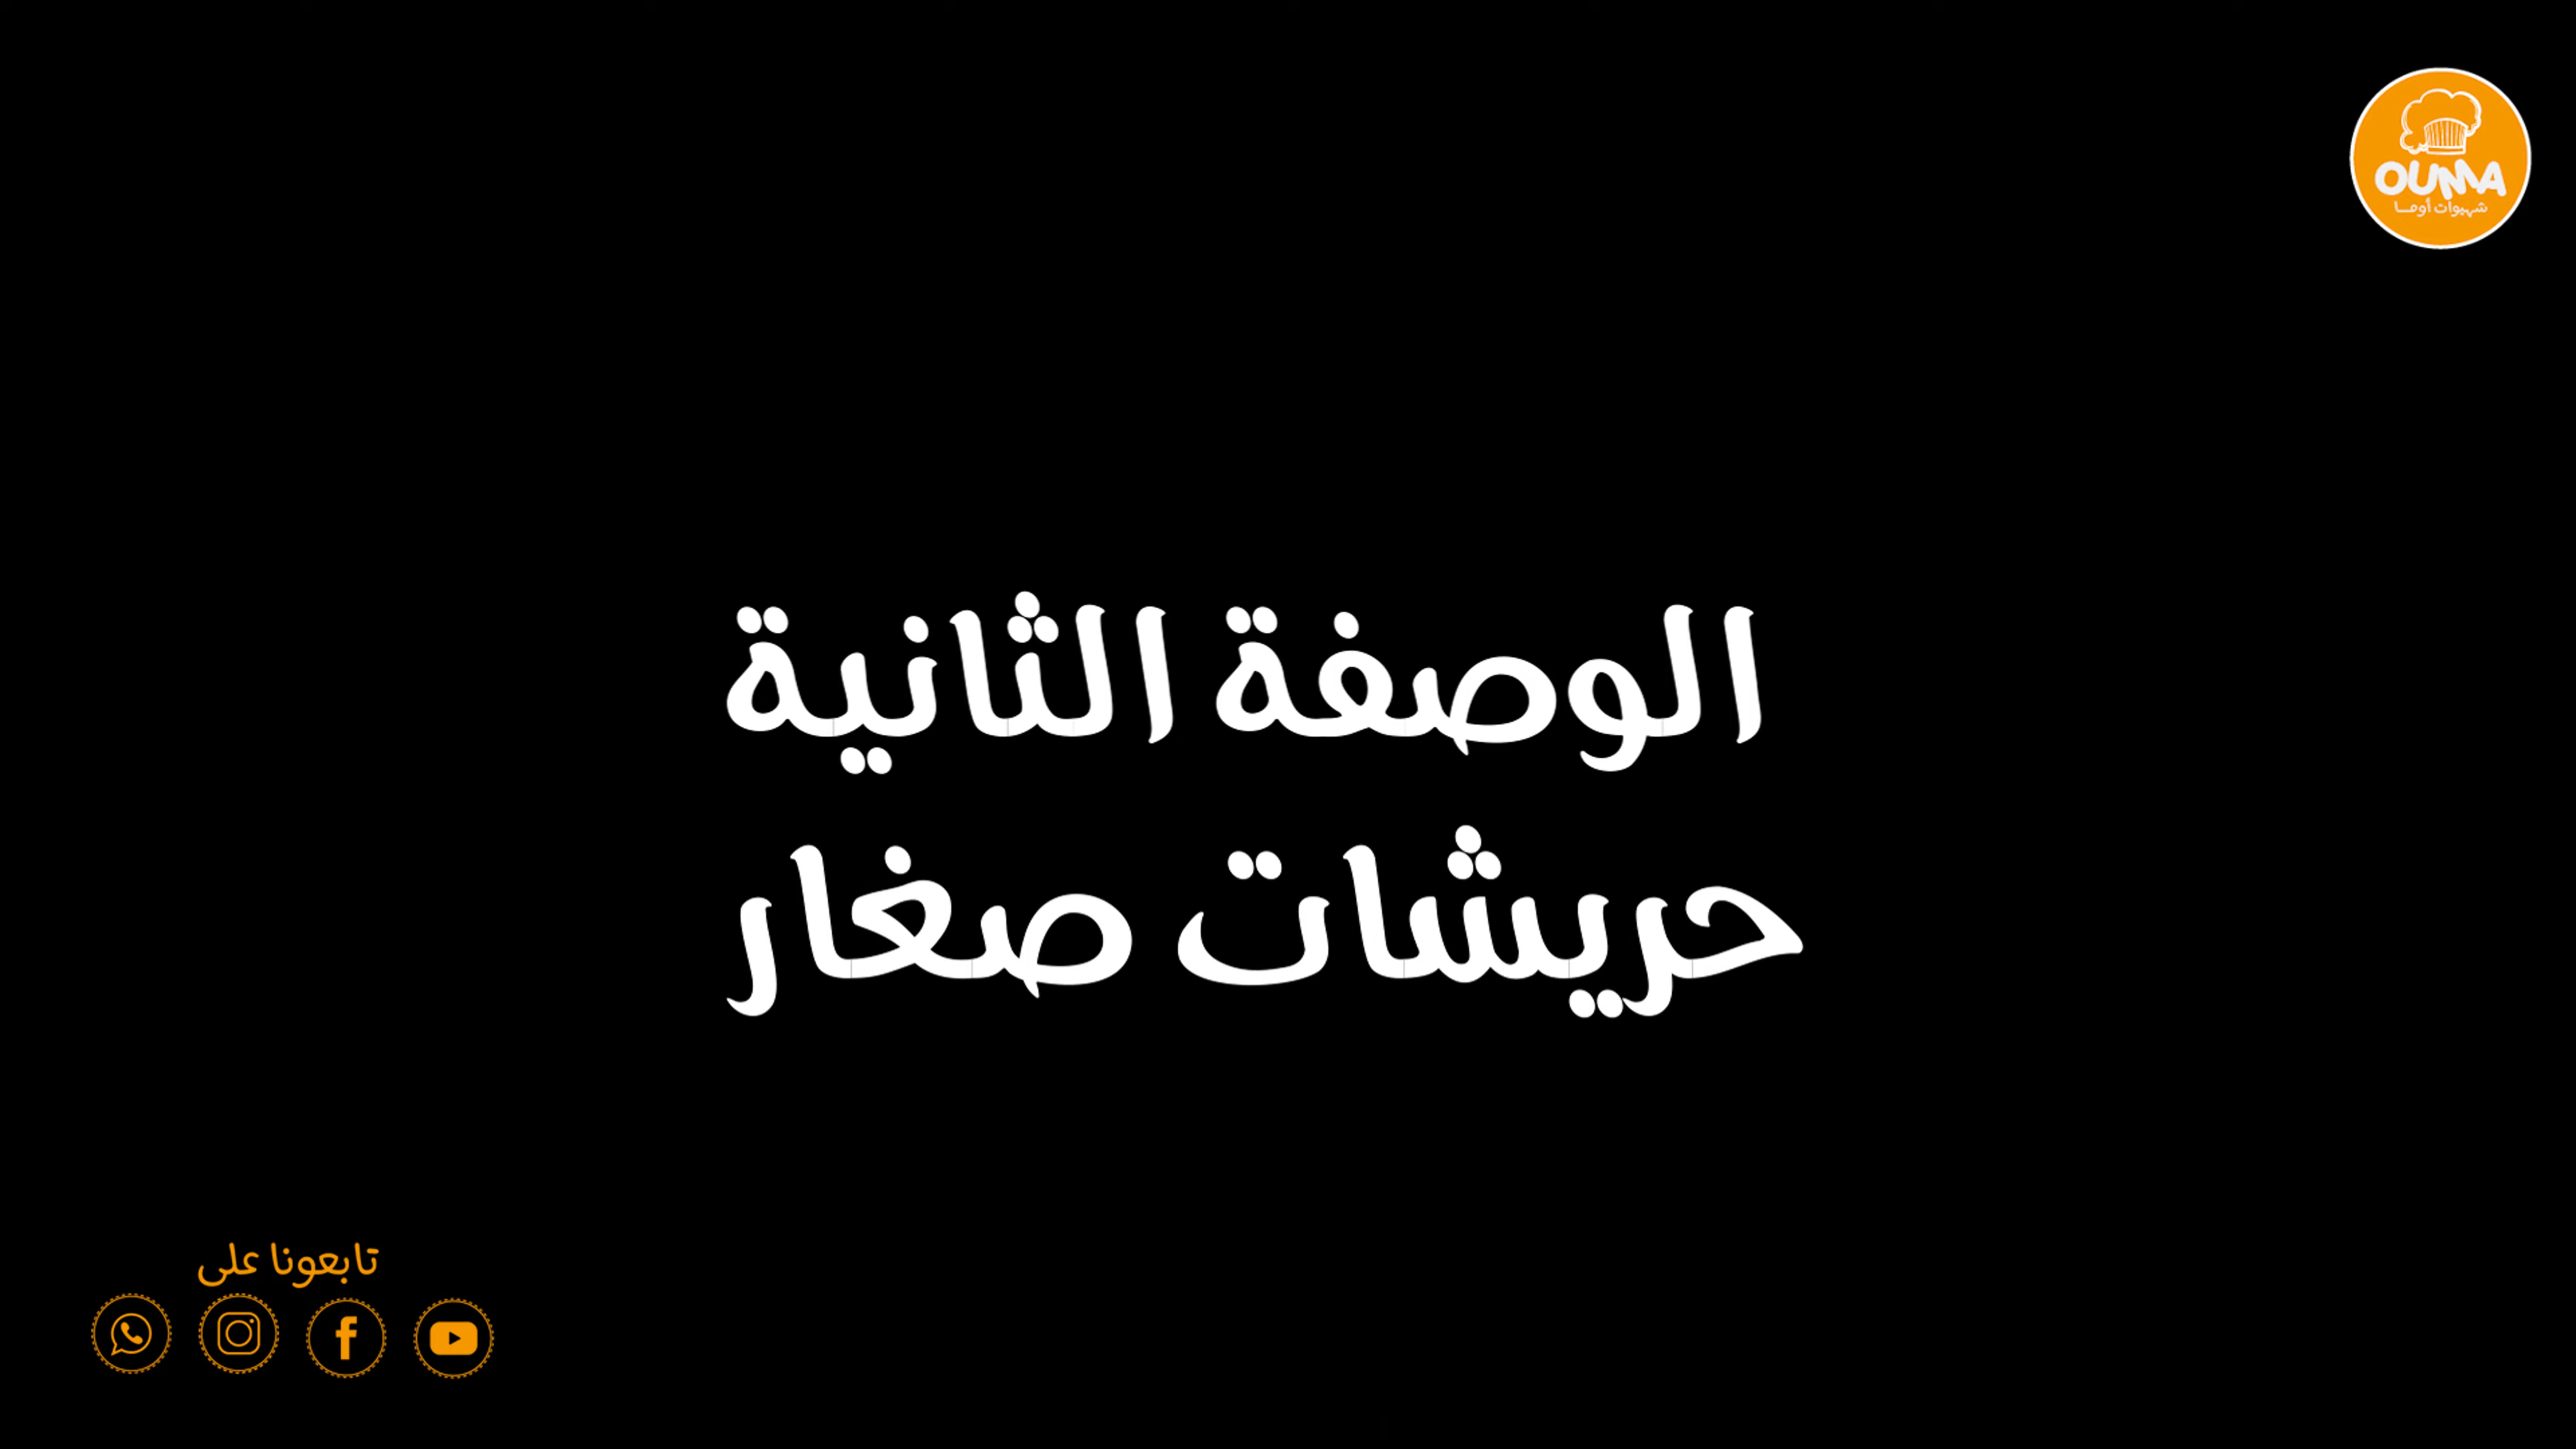 OUMA
شهيوات أوما
الوصفة الثانية
حريشات صغار
تابعونا على